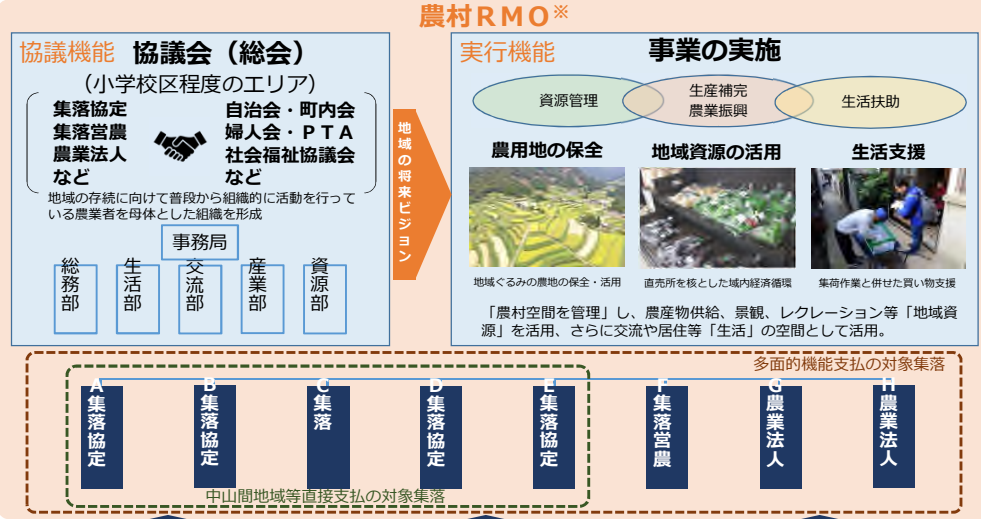 農村RMO※
協議機能 協議会（総会）
（小学校区程度のエリア）
集落協定
集落営農
農業法人
など
自治会・町内会
婦人会・PTA
社会福祉協議会
など
地域の存続に向けて普段から組織的に活動を行って
いる農業者を母体とした組織を形成
事務局
総務部
生活部
交流部
産業部
資源部
地域の将来ビジョン
実行機能 事業の実施
資源管理
生産補完
農業振興
生活扶助
農用地の保全
地域資源の活用
生活支援
地域ぐるみの農地の保全・活用
直売所を核とした域内経済循環
集荷作業と併せた買い物支援
「農村空間を管理」し、農産物供給、景観、レクレーション等「地域資
源」を活用、さらに交流や居住等「生活」の空間として活用。
多面的機能支払の対象集落
A集落協定
B集落協定
C集落
D集落協定
E集落協定
F集落営農
G農業法人
H農業法人
中山間地域等直接支払の対象集落